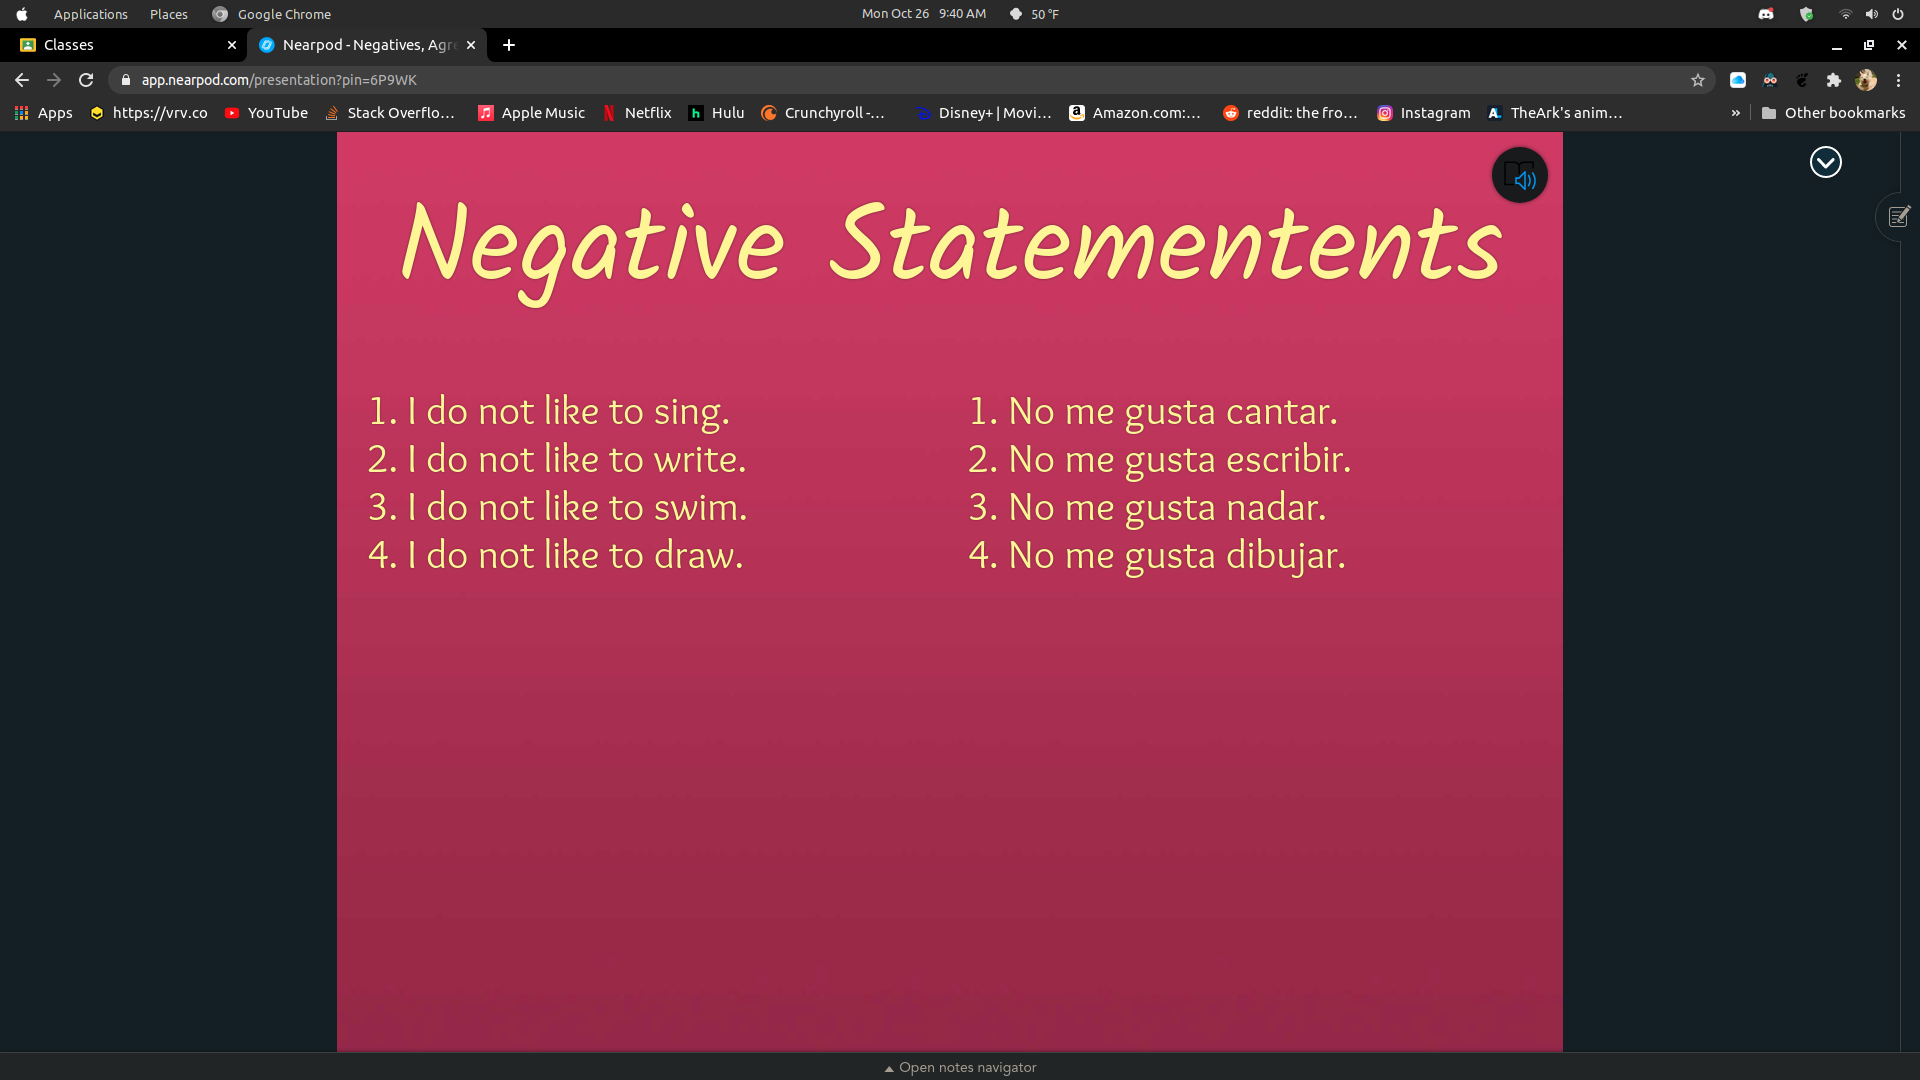 Applications Places Google Chrome Mon Oct 26 9:40 AM 50 °F
Classes Nearpod - Negatives, Agre
app.nearpod.com/presentation?pin=6P9WK
Apps https://vrv.co YouTube Stack Overflo… Apple Music Netflix Hulu Crunchyroll -… Disney+ | Movi… Amazon.com:… reddit: the fro… Instagram TheArk's anim… » Other bookmarks
Negative Statementents
1. I do not like to sing.
2. I do not like to write.
3. I do not like to swim.
4. I do not like to draw.
1. No me gusta cantar.
2. No me gusta escribir.
3. No me gusta nadar.
4. No me gusta dibujar.
Open notes navigator